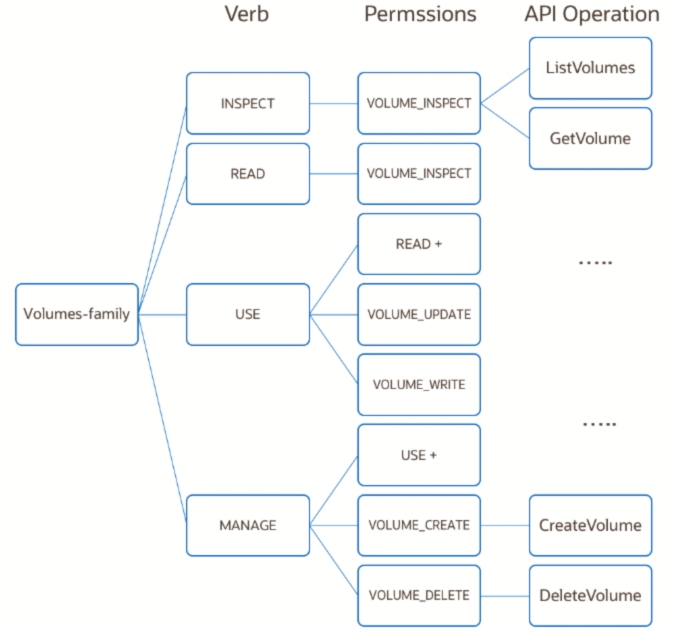 Verb Permssions API Operation
ListVolumes
INSPECT VOLUME_INSPECT
GetVolume
READ VOLUME_INSPECT
READ +
.....
Volumes-family USE VOLUME_UPDATE
VOLUME_WRITE
.....
USE +
MANAGE VOLUME_CREATE CreateVolume
VOLUME_DELETE DeleteVolume